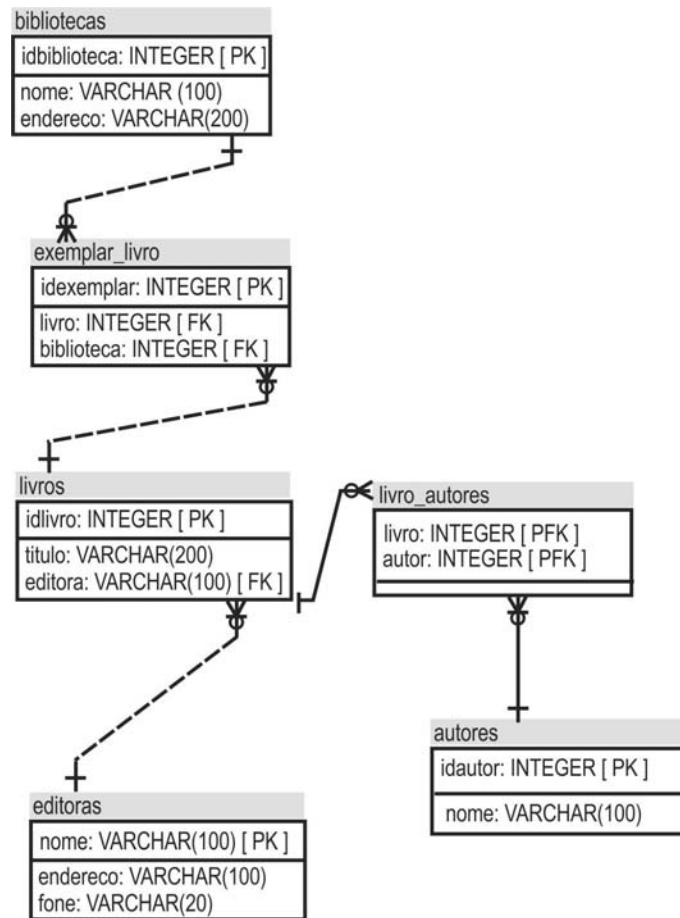 bibliotecas
idbiblioteca: INTEGER [ PK ]
nome: VARCHAR (100)
endereco: VARCHAR(200)
exemplar_livro
idexemplar: INTEGER [ PK ]
livro: INTEGER [ FK ]
biblioteca: INTEGER [ FK ]
livros
idlivro: INTEGER [ PK ]
titulo: VARCHAR(200)
editora: VARCHAR(100) [ FK ]
livro_autores
livro: INTEGER [ PFK ]
autor: INTEGER [ PFK ]
autores
idautor: INTEGER [ PK ]
nome: VARCHAR(100)
editoras
nome: VARCHAR(100) [ PK ]
endereco: VARCHAR(100)
fone: VARCHAR(20)